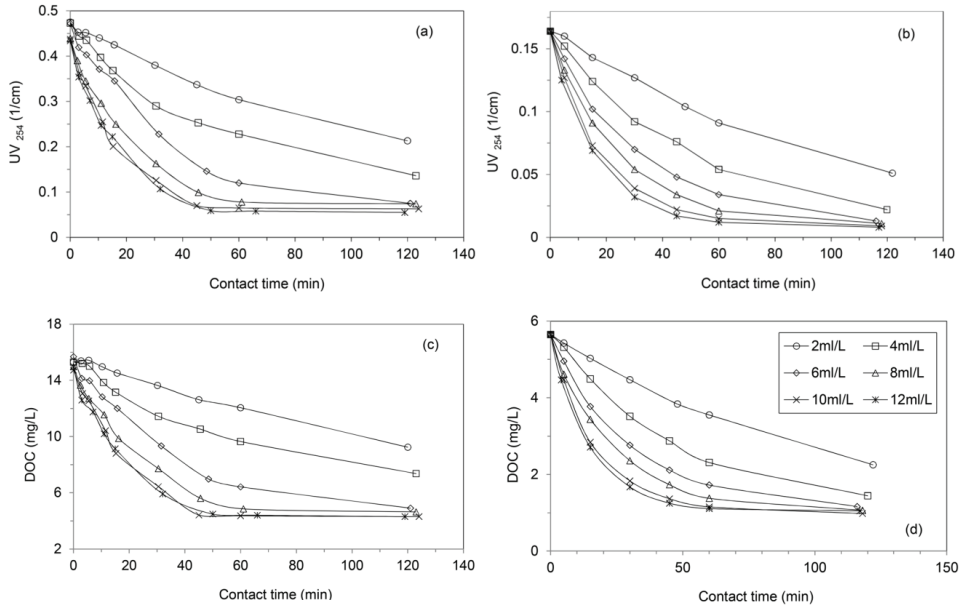 (a)
UV 254 (1/cm)
0.5
0.4
0.3
0.2
0.1
0
0 20 40 60 80 100 120 140
Contact time (min)
(b)
UV 254 (1/cm)
0.15
0.1
0.05
0
0 20 40 60 80 100 120 140
Contact time (min)
(c)
DOC (mg/L)
18
14
10
6
2
0 20 40 60 80 100 120 140
Contact time (min)
DOC (mg/L)
6
4
2
0
2ml/L 4ml/L
6ml/L 8ml/L
10ml/L 12ml/L
(d)
0 50 100 150
Contact time (min)